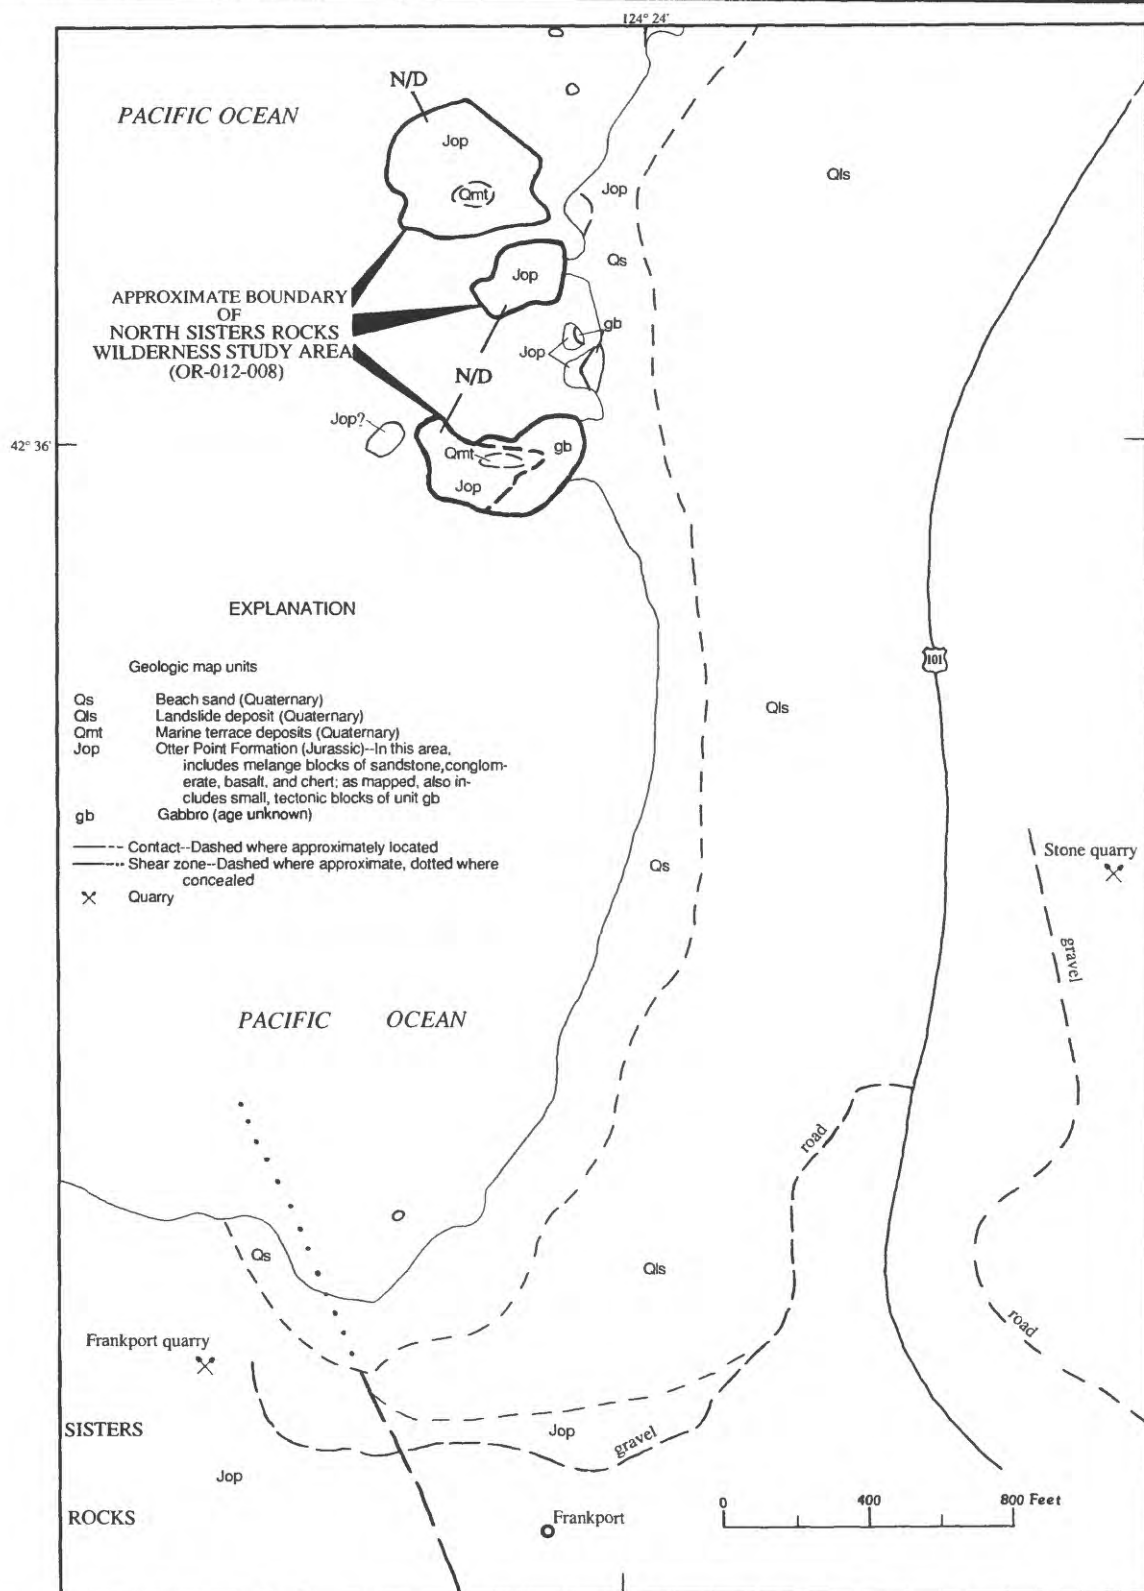 124° 24'
N/D
PACIFIC OCEAN
Jop
Qmt
Jop
Qls
Qs
Jop
APPROXIMATE BOUNDARY
OF
NORTH SISTERS ROCKS
WILDERNESS STUDY AREA
(OR-012-008)
gb
Jop
N/D
Jop?
42° 36'
gb
Qmt
Jop
EXPLANATION
Geologic map units
Qs Beach sand (Quaternary)
Qls Landslide deposit (Quaternary)
Qmt Marine terrace deposits (Quaternary)
Jop Otter Point Formation (Jurassic)--In this area,
includes melange blocks of sandstone,conglom-
erate, basalt, and chert; as mapped, also in-
cludes small, tectonic blocks of unit gb
gb Gabbro (age unknown)
Contact--Dashed where approximately located
Shear zone--Dashed where approximate, dotted where
concealed
Quarry
101
Qls
Qs
Stone quarry
gravel
PACIFIC OCEAN
road
Qs
Qls
road
Frankport quarry
SISTERS
Jop
gravel
Jop
ROCKS
Frankport
0 400 800 Feet